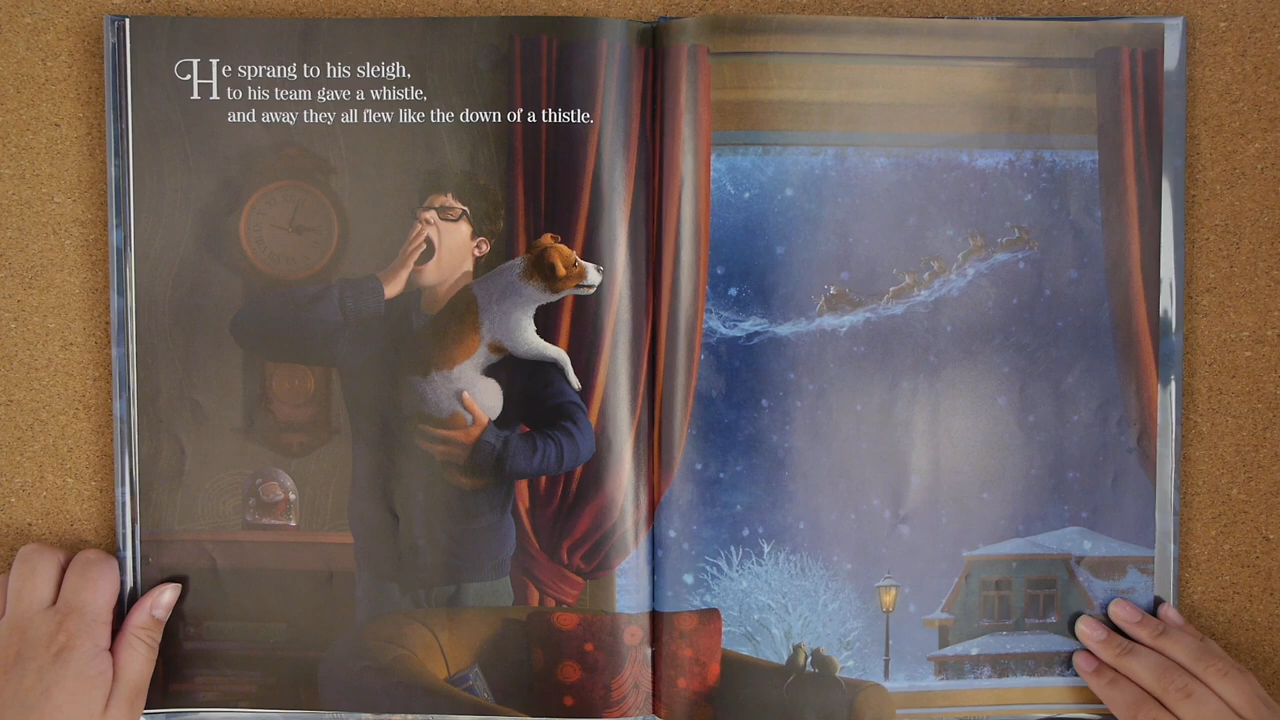 He sprang to his sleigh,
to his team gave a whistle,
and away they all flew like the down of a thistle.